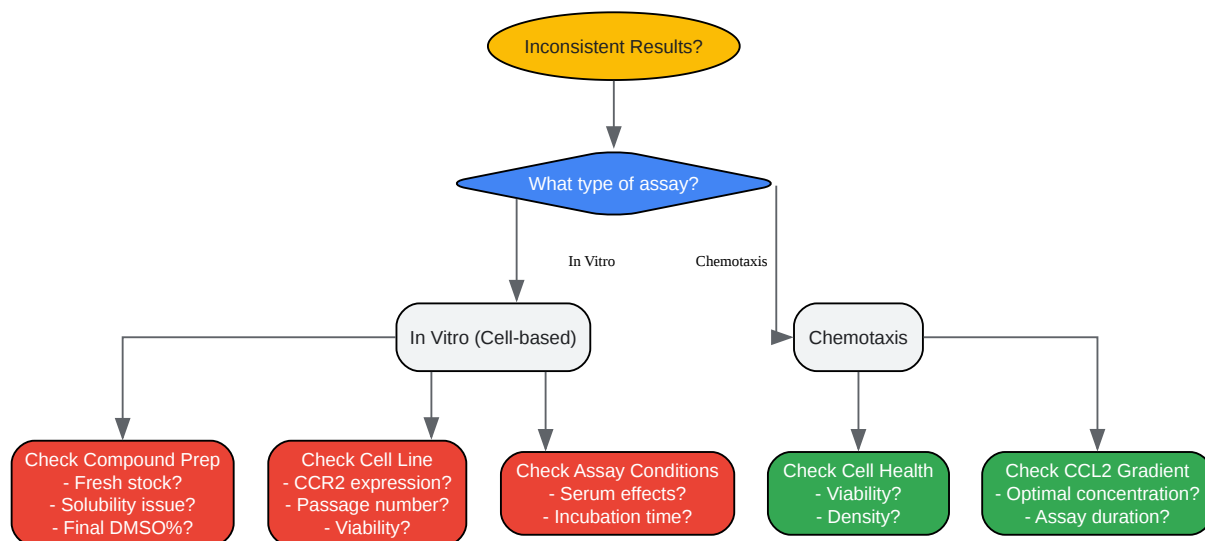 Inconsistent Results?
What type of assay?
In Vitro
Chemotaxis
In Vitro (Cell-based)
Chemotaxis
Check Compound Prep
- Fresh stock?
- Solubility issue?
- Final DMSO%?
Check Cell Line
- CCR2 expression?
- Passage number?
- Viability?
Check Assay Conditions
- Serum effects?
- Incubation time?
Check Cell Health
- Viability?
- Density?
Check CCL2 Gradient
- Optimal concentration?
- Assay duration?